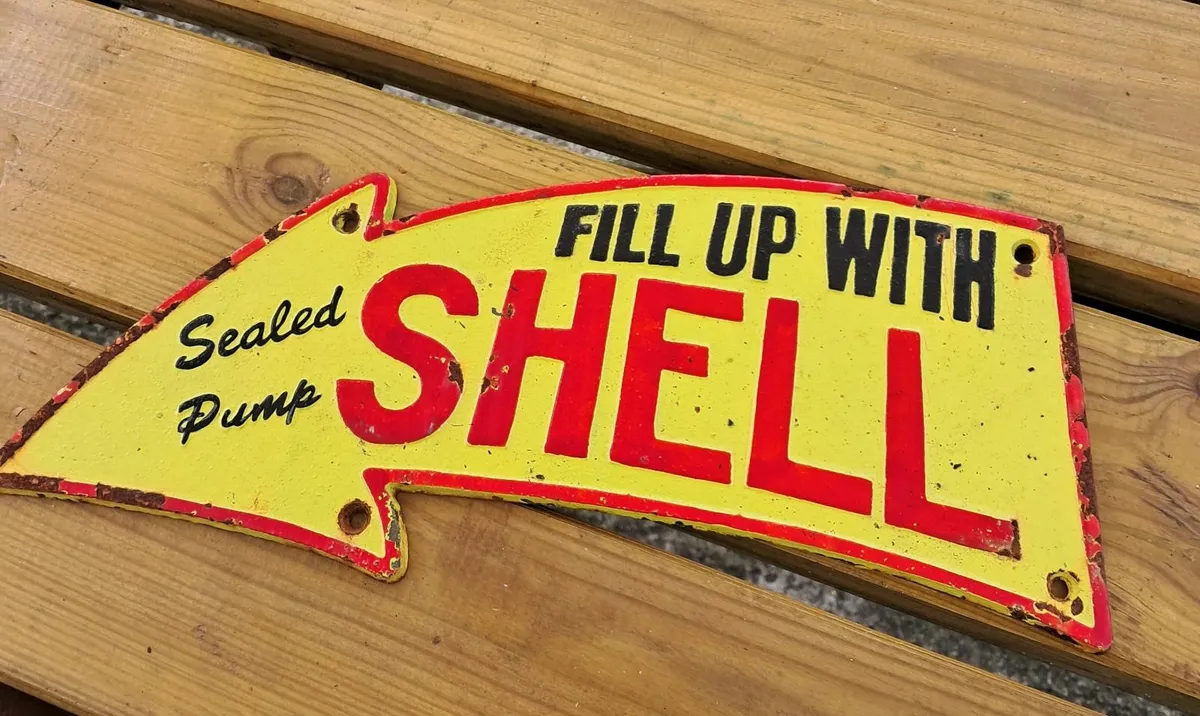 FILL UP WITH
SHELL
Sealed
Pump